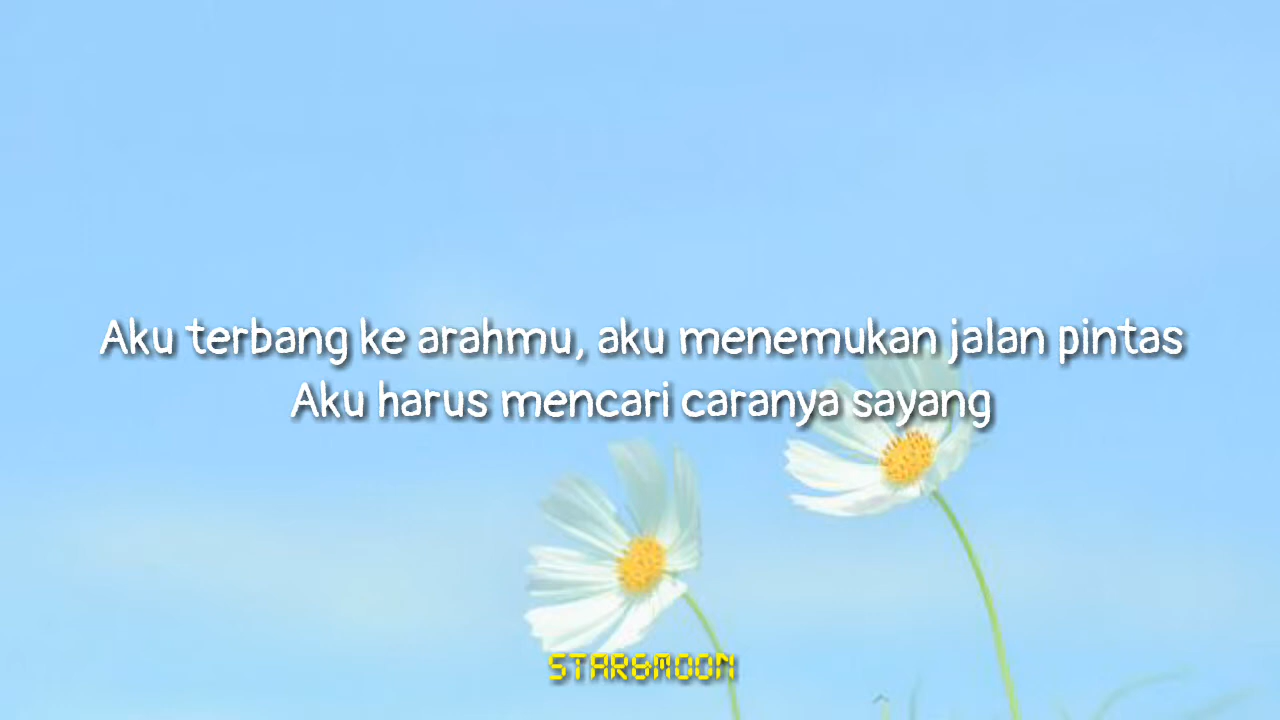 Aku terbang ke arahmu, aku menemukan jalan pintas
Aku harus mencari caranya sayang
STAR&MOON